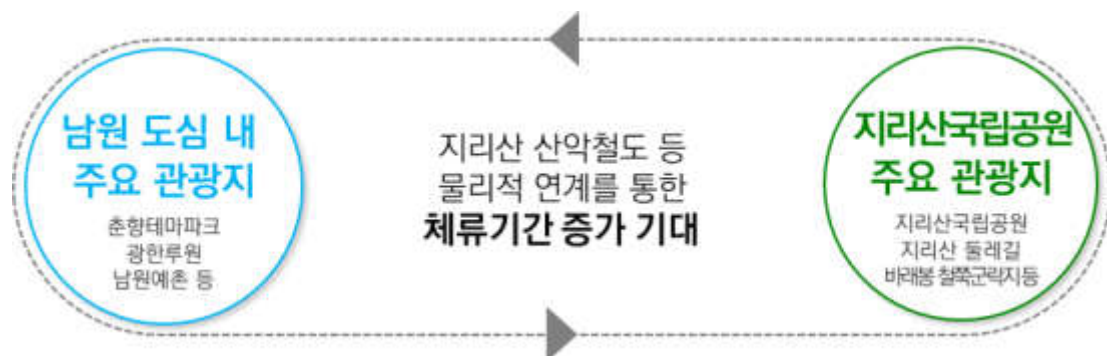 남원 도심 내
주요 관광지
춘향테마파크
광한루원
남원예촌 등
지리산 산악철도 등
물리적 연계를 통한
체류기간 증가 기대
지리산국립공원
주요 관광지
지리산국립공원
지리산 둘레길
바래봉 철쭉군락지 등